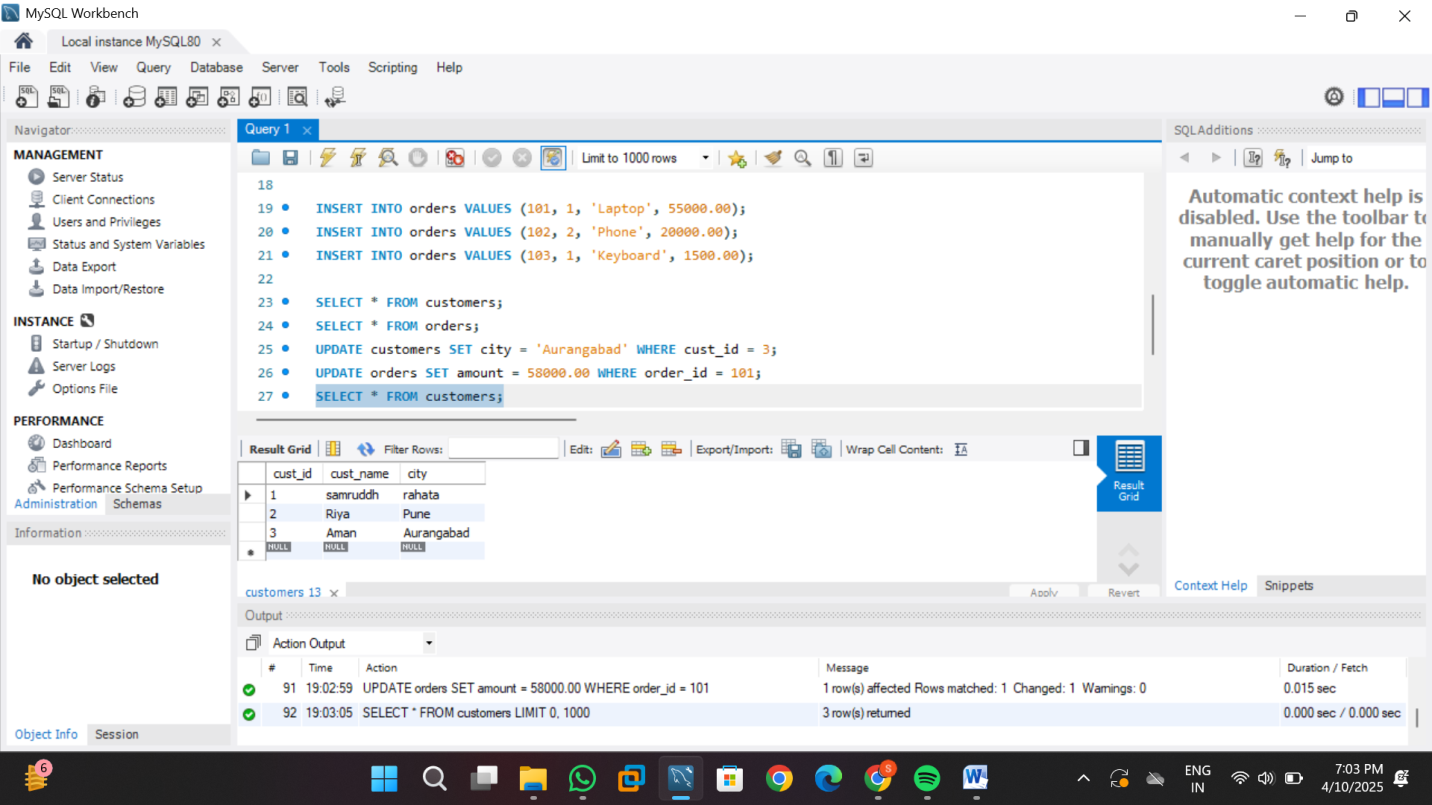 MySQL Workbench
Local instance MySQL80
File Edit View Query Database Server Tools Scripting Help
Navigator
MANAGEMENT
Server Status
Client Connections
Users and Privileges
Status and System Variables
Data Export
Data Import/Restore
INSTANCE
Startup / Shutdown
Server Logs
Options File
PERFORMANCE
Dashboard
Performance Reports
Performance Schema Setup
Administration Schemas
Information
No object selected
Object Info Session
Query 1
Limit to 1000 rows
18
19 INSERT INTO orders VALUES (101, 1, 'Laptop', 55000.00);
20 INSERT INTO orders VALUES (102, 2, 'Phone', 20000.00);
21 INSERT INTO orders VALUES (103, 1, 'Keyboard', 1500.00);
22
23 SELECT * FROM customers;
24 SELECT * FROM orders;
25 UPDATE customers SET city = 'Aurangabad' WHERE cust_id = 3;
26 UPDATE orders SET amount = 58000.00 WHERE order_id = 101;
27 SELECT * FROM customers;
Result Grid Filter Rows: Edit: Export/Import: Wrap Cell Content:
cust_id cust_name city
1 samruddh rahata
2 Riya Pune
3 Aman Aurangabad
NULL NULL NULL
Result
Grid
customers 13
Apply Revert
Output
Action Output
# Time Action Message Duration / Fetch
91 19:02:59 UPDATE orders SET amount = 58000.00 WHERE order_id = 101 1 row(s) affected Rows matched: 1 Changed: 1 Warnings: 0 0.015 sec
92 19:03:05 SELECT * FROM customers LIMIT 0, 1000 3 row(s) returned 0.000 sec / 0.000 sec
SQLAdditions
Jump to
Automatic context help is
disabled. Use the toolbar to
manually get help for the
current caret position or to
toggle automatic help.
Context Help Snippets
6
S
ENG
IN
7:03 PM
4/10/2025